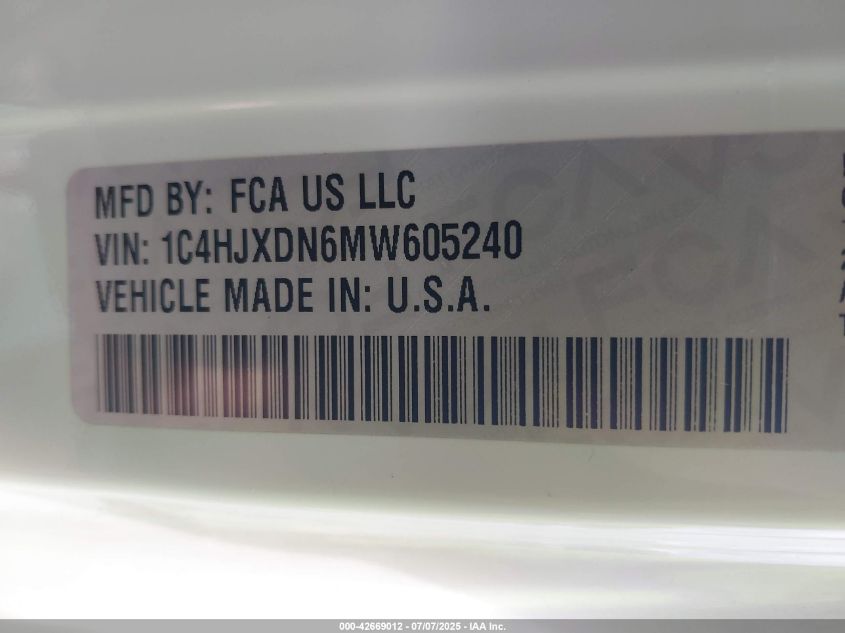 MFD BY: FCA US LLC
VIN: 1C4HJXDN6MW605240
VEHICLE MADE IN: U.S.A.
000-42669012 - 07/07/2025 - IAA Inc.